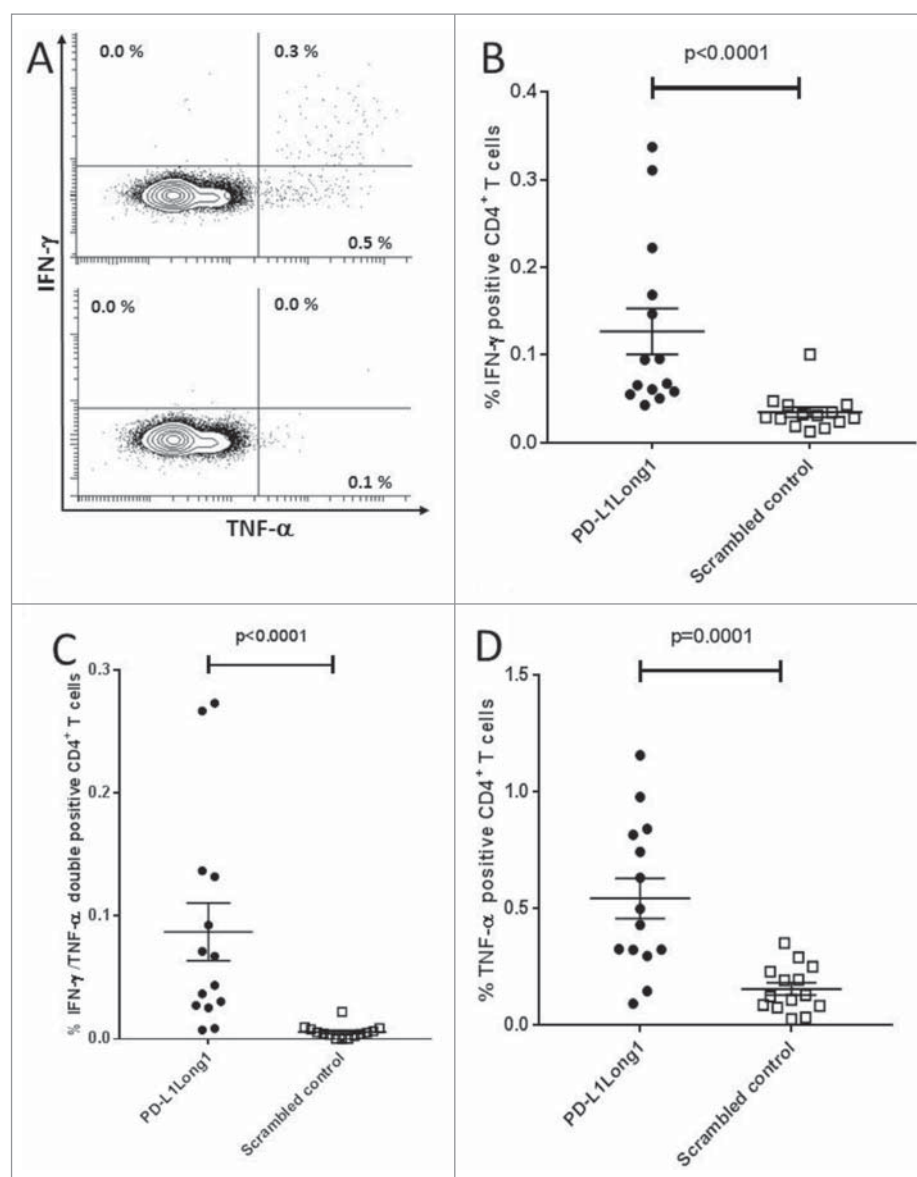 A
0.0 %
0.3 %
0.5 %
0.0 %
0.0 %
0.1 %
IFN-γ
TNF-α
B
p<0.0001
% IFN-γ positive CD4⁺ T cells
0.4
0.3
0.2
0.1
0.0
PD-L1Long1
Scrambled control
C
p<0.0001
% IFN-γ /TNF-α double positive CD4⁺ T cells
0.3
0.2
0.1
0.0
PD-L1Long1
Scrambled control
D
p=0.0001
% TNF-α positive CD4⁺ T cells
1.5
1.0
0.5
0.0
PD-L1Long1
Scrambled control